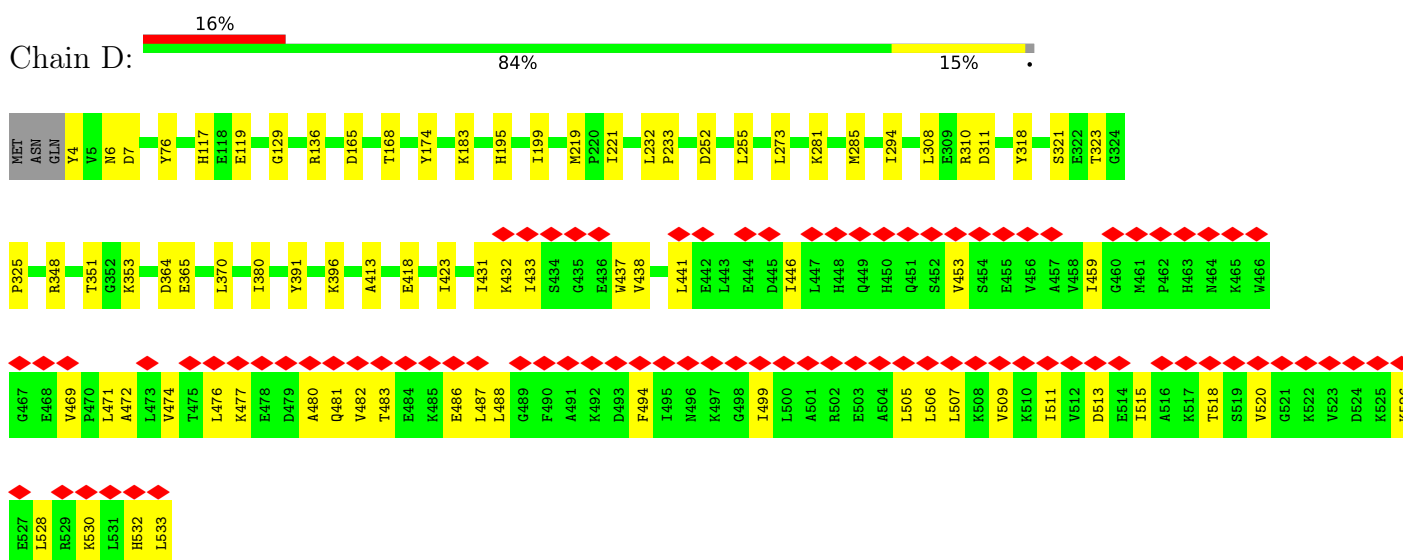 16%
Chain D:
84% 15% •
MET ASN GLN Y4 V5 N6 D7 Y76 H117 E118 E119 G129 R136 D165 T168 Y174 K183 H195 I199 M219 P220 I221 L232 P233 D252 L255 L273 K281 M285 I294 L308 E309 R310 D311 Y318 S321 E322 T323 G324
P325 R348 T351 G352 K353 D364 E365 L370 I380 Y391 K396 A413 E418 I423 I431 K432 I433 S434 G435 E436 W437 V438 L441 E442 L443 E444 D445 I446 L447 H448 Q449 H450 Q451 S452 V453 S454 E455 V456 A457 V458 I459 G460 M461 P462 H463 N464 K465 W466
G467 E468 V469 P470 L471 A472 L473 V474 T475 L476 K477 E478 D479 A480 Q481 V482 T483 E484 K485 E486 L487 L488 G489 F490 A491 K492 D493 F494 I495 N496 K497 G498 I499 L500 A501 R502 E503 A504 L505 L506 L507 K508 V509 K510 I511 V512 D513 E514 I515 A516 K517 T518 S519 V520 G521 K522 V523 D524 K525
E527 L528 R529 K530 L531 H532 L533